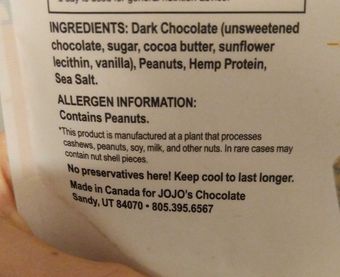 INGREDIENTS: Dark Chocolate (unsweetened
chocolate, sugar, cocoa butter, sunflower
lecithin, vanilla), Peanuts, Hemp Protein,
Sea Salt.
ALLERGEN INFORMATION:
Contains Peanuts.
*This product is manufactured at a plant that processes
cashews, peanuts, soy, milk, and other nuts. In rare cases may
contain nut shell pieces.
No preservatives here! Keep cool to last longer.
Made in Canada for JOJO's Chocolate
Sandy, UT 84070 • 805.395.6567